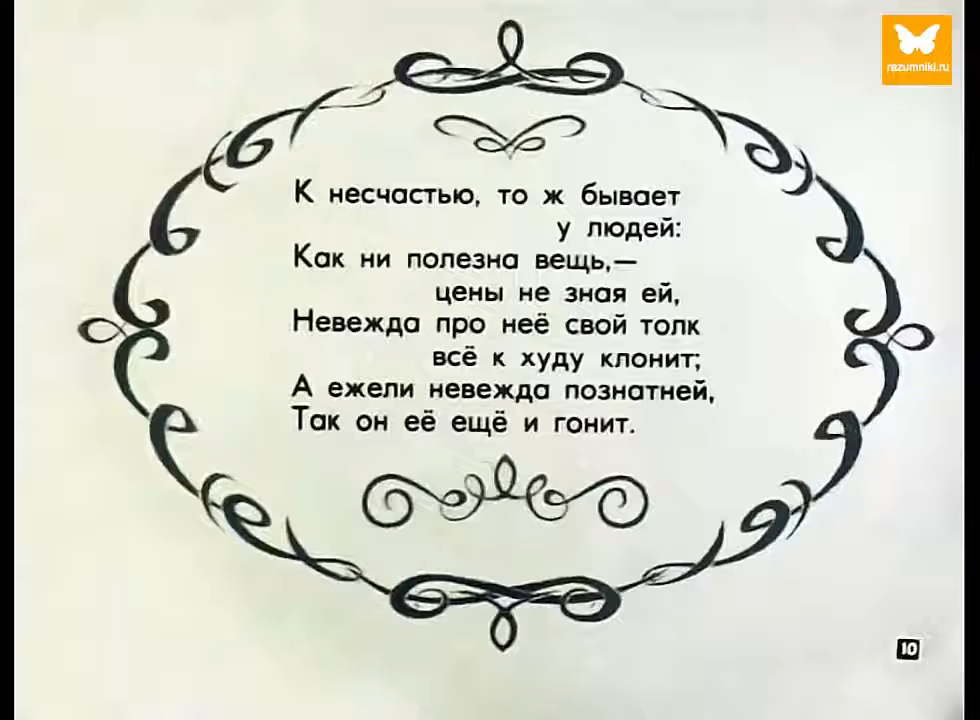 razumniki.ru
К несчастью, то ж бывает
у людей:
Как ни полезна вещь,—
цены не зная ей,
Невежда про неё свой толк
всё к худу клонит;
А ежели невежда познатней,
Так он её ещё и гонит.
10